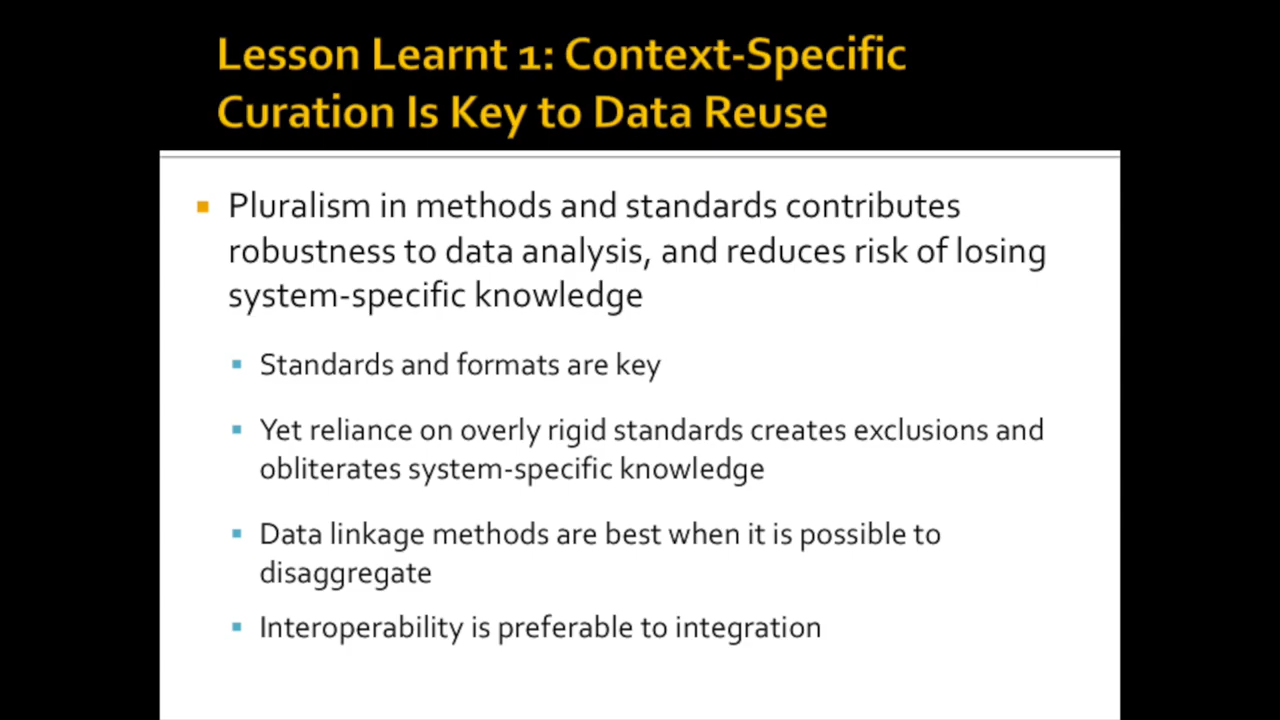 Lesson Learnt 1: Context-Specific
Curation Is Key to Data Reuse
Pluralism in methods and standards contributes
robustness to data analysis, and reduces risk of losing
system-specific knowledge
Standards and formats are key
Yet reliance on overly rigid standards creates exclusions and
obliterates system-specific knowledge
Data linkage methods are best when it is possible to
disaggregate
Interoperability is preferable to integration